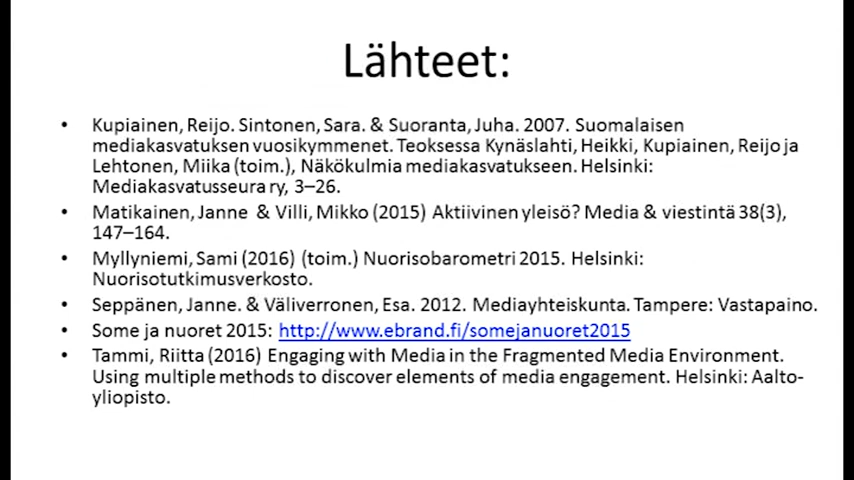 Lähteet:
• Kupiainen, Reijo. Sintonen, Sara. & Suoranta, Juha. 2007. Suomalaisen
mediakasvatuksen vuosikymmenet. Teoksessa Kynäslahti, Heikki, Kupiainen, Reijo ja
Lehtonen, Miika (toim.), Näkökulmia mediakasvatukseen. Helsinki:
Mediakasvatusseura ry, 3–26.
• Matikainen, Janne & Villi, Mikko (2015) Aktiivinen yleisö? Media & viestintä 38(3),
147–164.
• Myllyniemi, Sami (2016) (toim.) Nuorisobarometri 2015. Helsinki:
Nuorisotutkimusverkosto.
• Seppänen, Janne. & Väliverronen, Esa. 2012. Mediayhteiskunta. Tampere: Vastapaino.
• Some ja nuoret 2015: http://www.ebrand.fi/somejanuoret2015
• Tammi, Riitta (2016) Engaging with Media in the Fragmented Media Environment.
Using multiple methods to discover elements of media engagement. Helsinki: Aalto-
yliopisto.